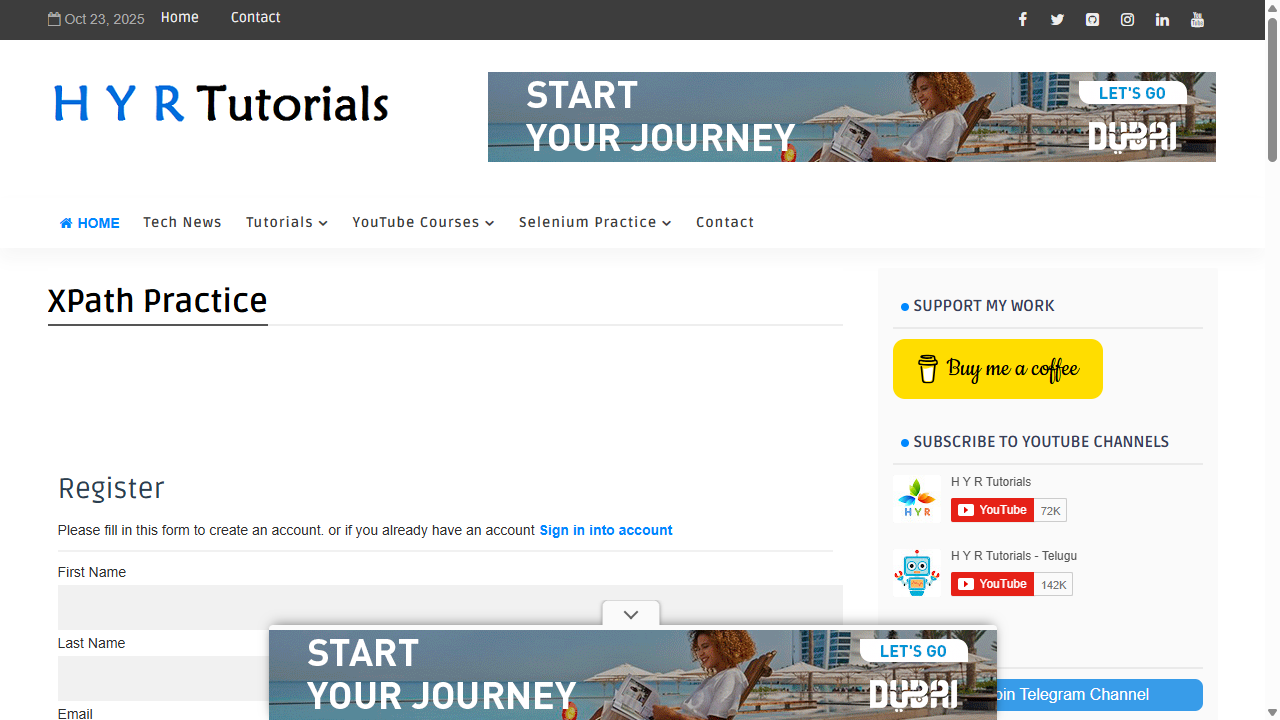 Oct 23, 2025 Home Contact
H Y R Tutorials
START
YOUR JOURNEY
LET'S GO
DUBAI
HOME Tech News Tutorials YouTube Courses Selenium Practice Contact
XPath Practice
Register
Please fill in this form to create an account. or if you already have an account Sign in into account
First Name
Last Name
Email
SUPPORT MY WORK
Buy me a coffee
SUBSCRIBE TO YOUTUBE CHANNELS
H Y R Tutorials
HYR
YouTube 72K
H Y R Tutorials - Telugu
YouTube 142K
Telegram Channel
START
YOUR JOURNEY
LET'S GO
DUBAI